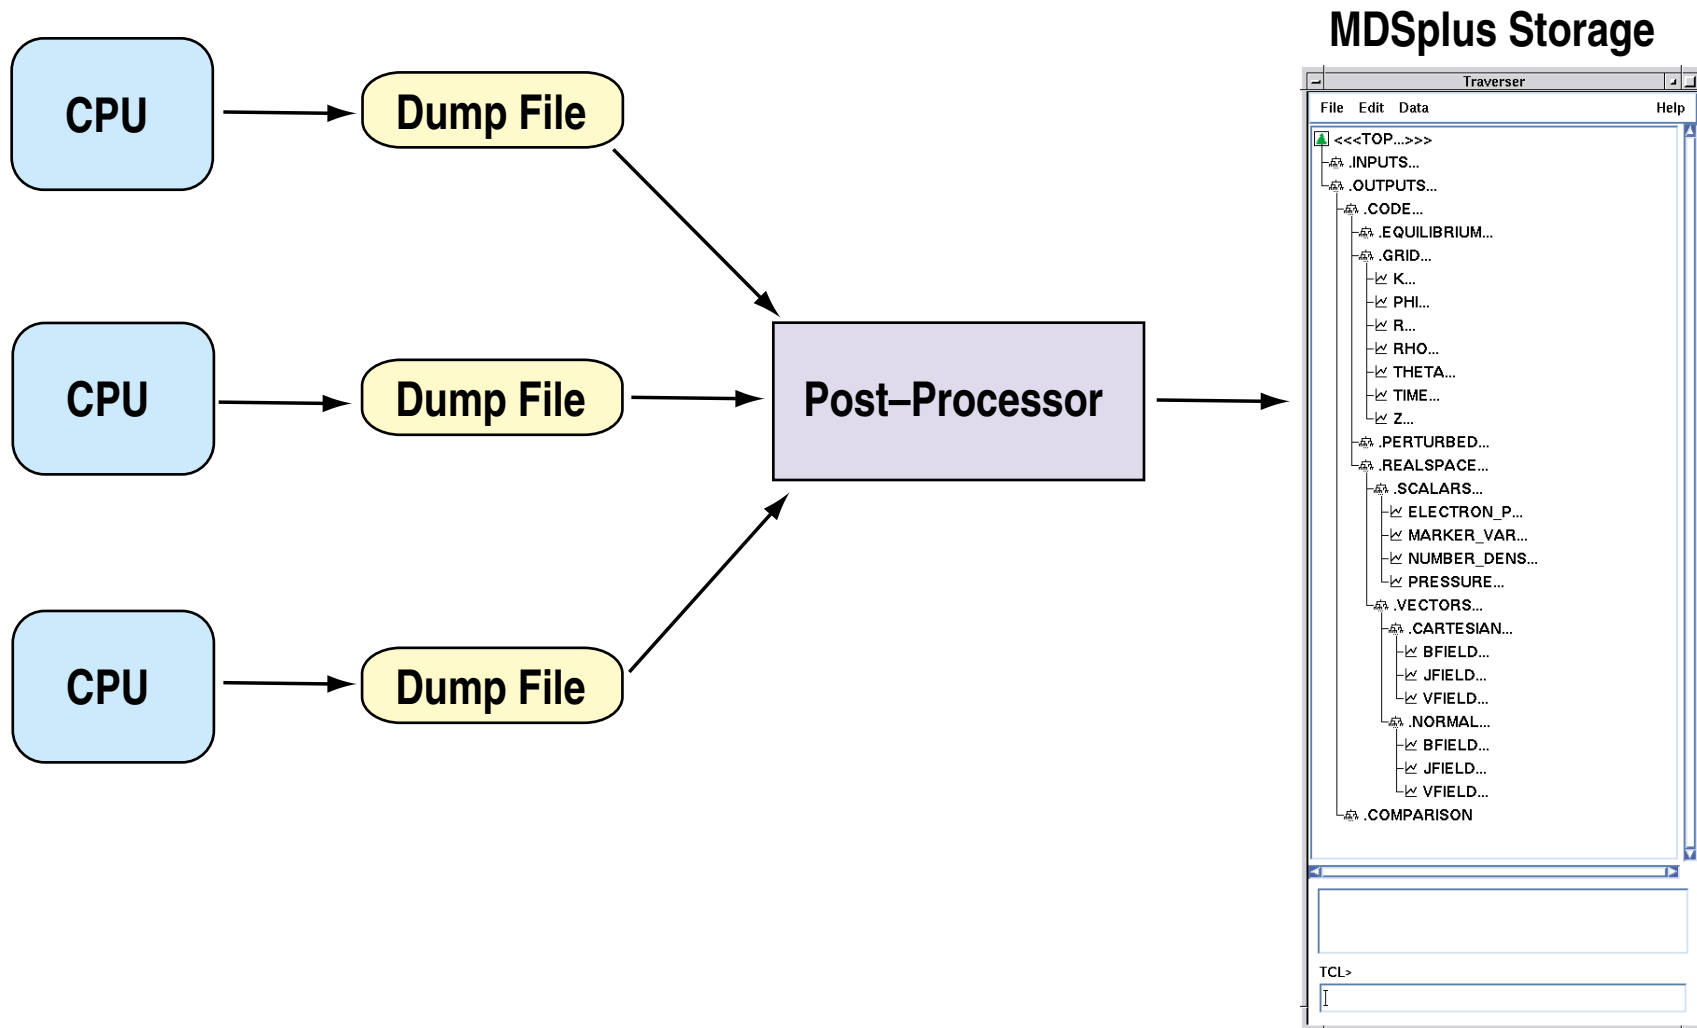 MDSplus Storage
CPU
Dump File
CPU
Dump File
Post–Processor
CPU
Dump File
Traverser
File Edit Data Help
<<<TOP...>>>
.INPUTS...
.OUTPUTS...
.CODE...
.EQUILIBRIUM...
.GRID...
K...
PHI...
R...
RHO...
THETA...
TIME...
Z...
.PERTURBED...
.REALSPACE...
.SCALARS...
ELECTRON_P...
MARKER_VAR...
NUMBER_DENS...
PRESSURE...
.VECTORS...
.CARTESIAN...
BFIELD...
JFIELD...
VFIELD...
.NORMAL...
BFIELD...
JFIELD...
VFIELD...
.COMPARISON
TCL>